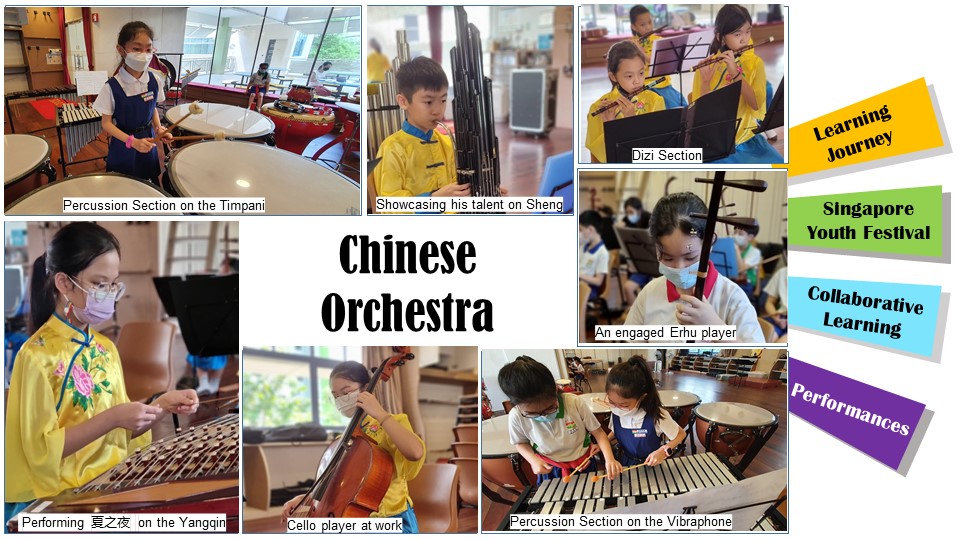 Percussion Section on the Timpani
Showcasing his talent on Sheng
Dizi Section
Learning
Journey
Singapore
Youth Festival
Chinese
Orchestra
An engaged Erhu player
Collaborative
Learning
Performances
Performing 夏之夜 on the Yangqin
Cello player at work
Percussion Section on the Vibraphone